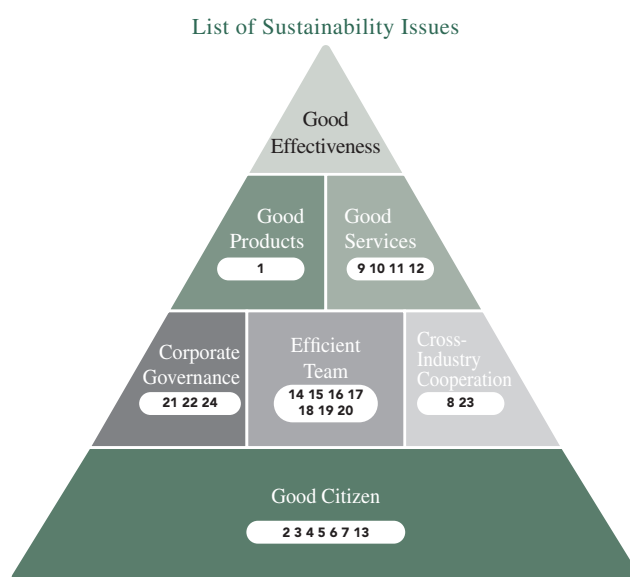 List of Sustainability Issues
Good
Effectiveness
Good
Products
1
Good
Services
9 10 11 12
Corporate
Governance
21 22 24
Efficient
Team
14 15 16 17
18 19 20
Cross-
Industry
Cooperation
8 23
Good Citizen
2 3 4 5 6 7 13